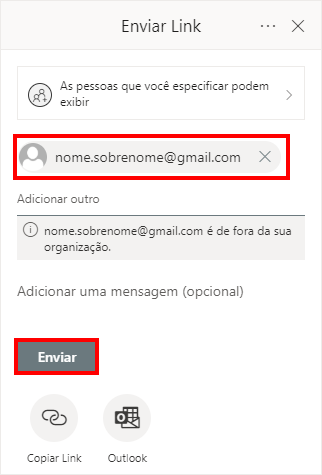 Enviar Link
As pessoas que você especificar podem
exibir
nome.sobrenome@gmail.com
Adicionar outro
nome.sobrenome@gmail.com é de fora da sua
organização.
Adicionar uma mensagem (opcional)
Enviar
Copiar Link
Outlook